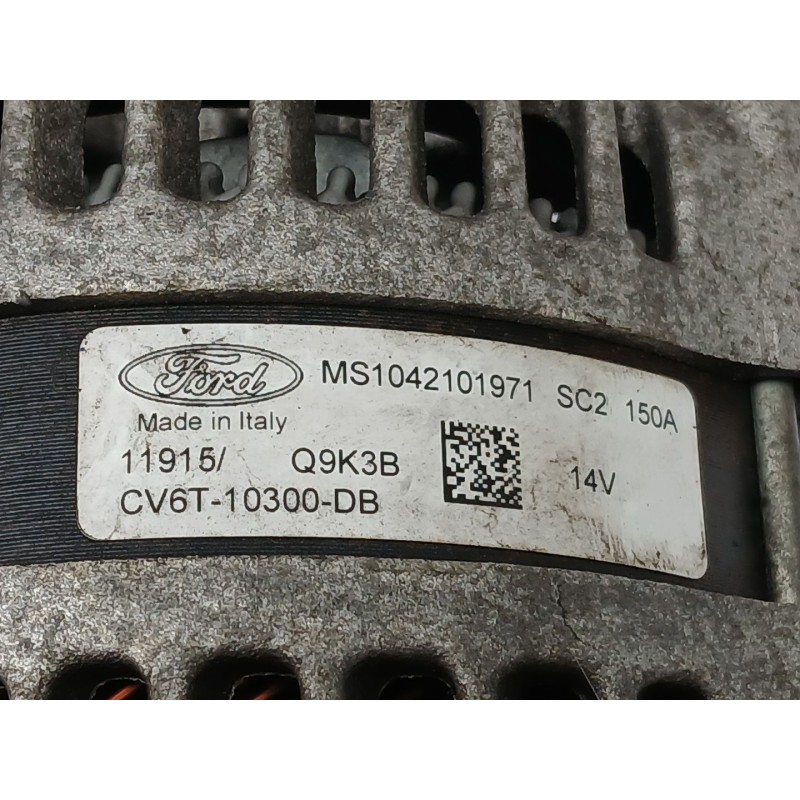 Ford MS1042101971 SC2 150A
Made in Italy
11915/ Q9K3B 14V
CV6T-10300-DB